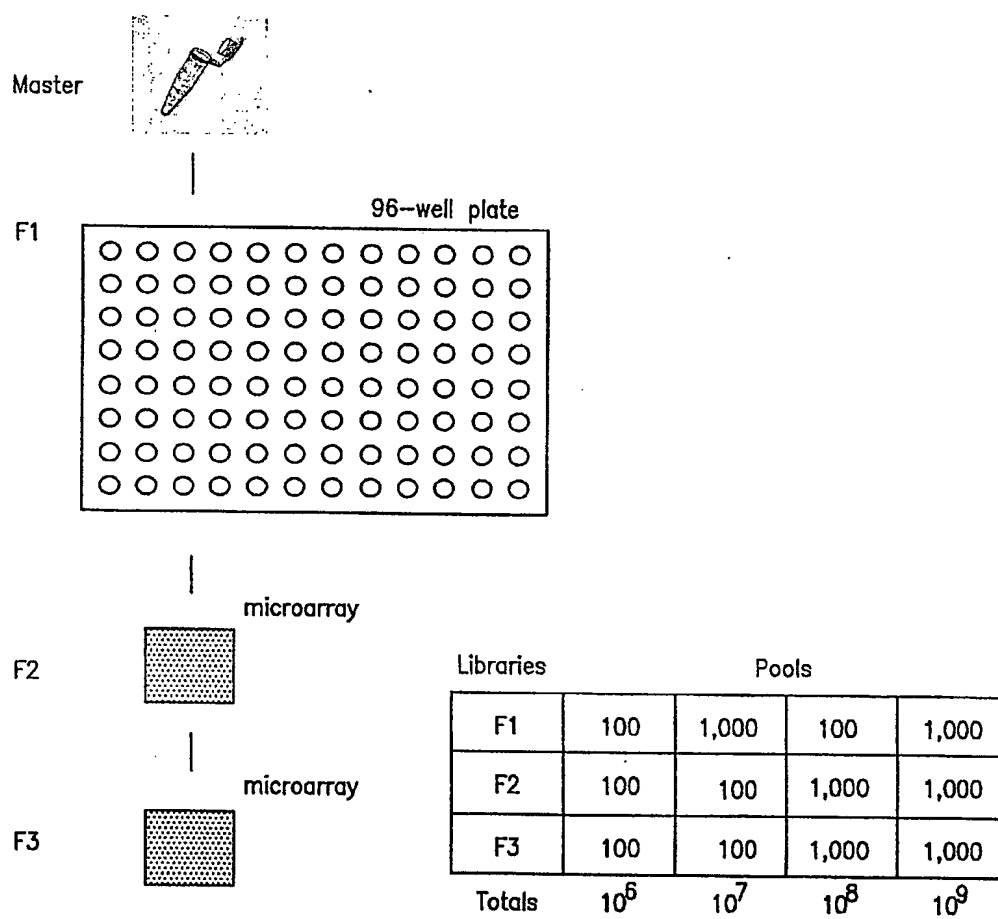 Master
96-well plate
F1
microarray
F2
microarray
F3
Libraries Pools
F1 100 1,000 100 1,000
F2 100 100 1,000 1,000
F3 100 100 1,000 1,000
Totals 10^6 10^7 10^8 10^9